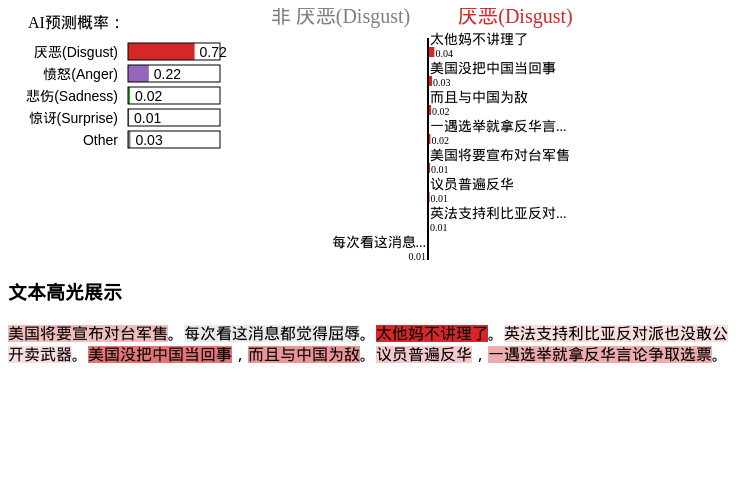 AI预测概率：
厌恶(Disgust) 0.72
愤怒(Anger) 0.22
悲伤(Sadness) 0.02
惊讶(Surprise) 0.01
Other 0.03
非 厌恶(Disgust) 厌恶(Disgust)
太他妈不讲理了
0.04
美国没把中国当回事
0.03
而且与中国为敌
0.02
一遇选举就拿反华言...
0.02
美国将要宣布对台军售
0.01
议员普遍反华
0.01
英法支持利比亚反对...
0.01
每次看这消息...
0.01
文本高光展示
美国将要宣布对台军售。每次看这消息都觉得屈辱。太他妈不讲理了。英法支持利比亚反对派也没敢公
开卖武器。美国没把中国当回事，而且与中国为敌。议员普遍反华，一遇选举就拿反华言论争取选票。